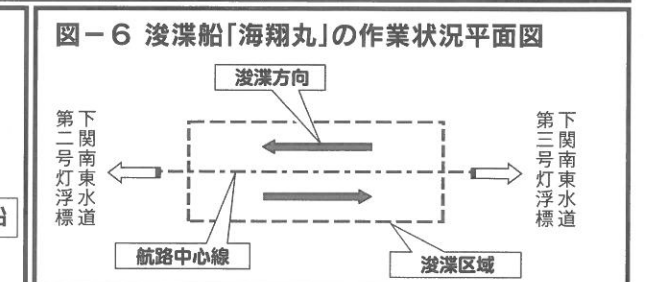 図－6 浚渫船「海翔丸」の作業状況平面図
浚渫方向
下関南東水道
第二号灯浮標
下関南東水道
第三号灯浮標
航路中心線
浚渫区域
船